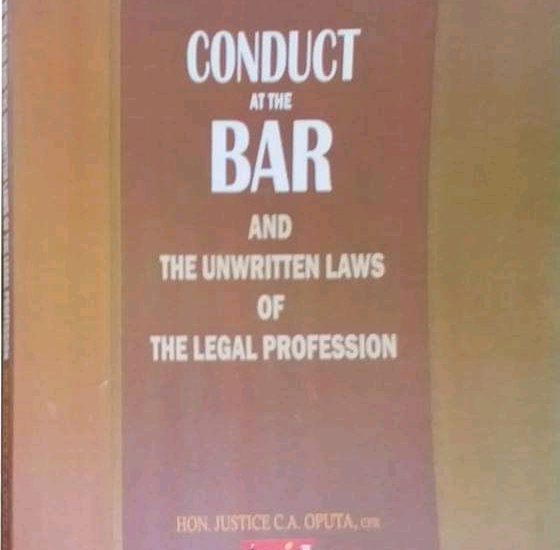 CONDUCT
AT THE
BAR
AND
THE UNWRITTEN LAWS
OF
THE LEGAL PROFESSION
HON. JUSTICE C.A. OPUTA, CFR